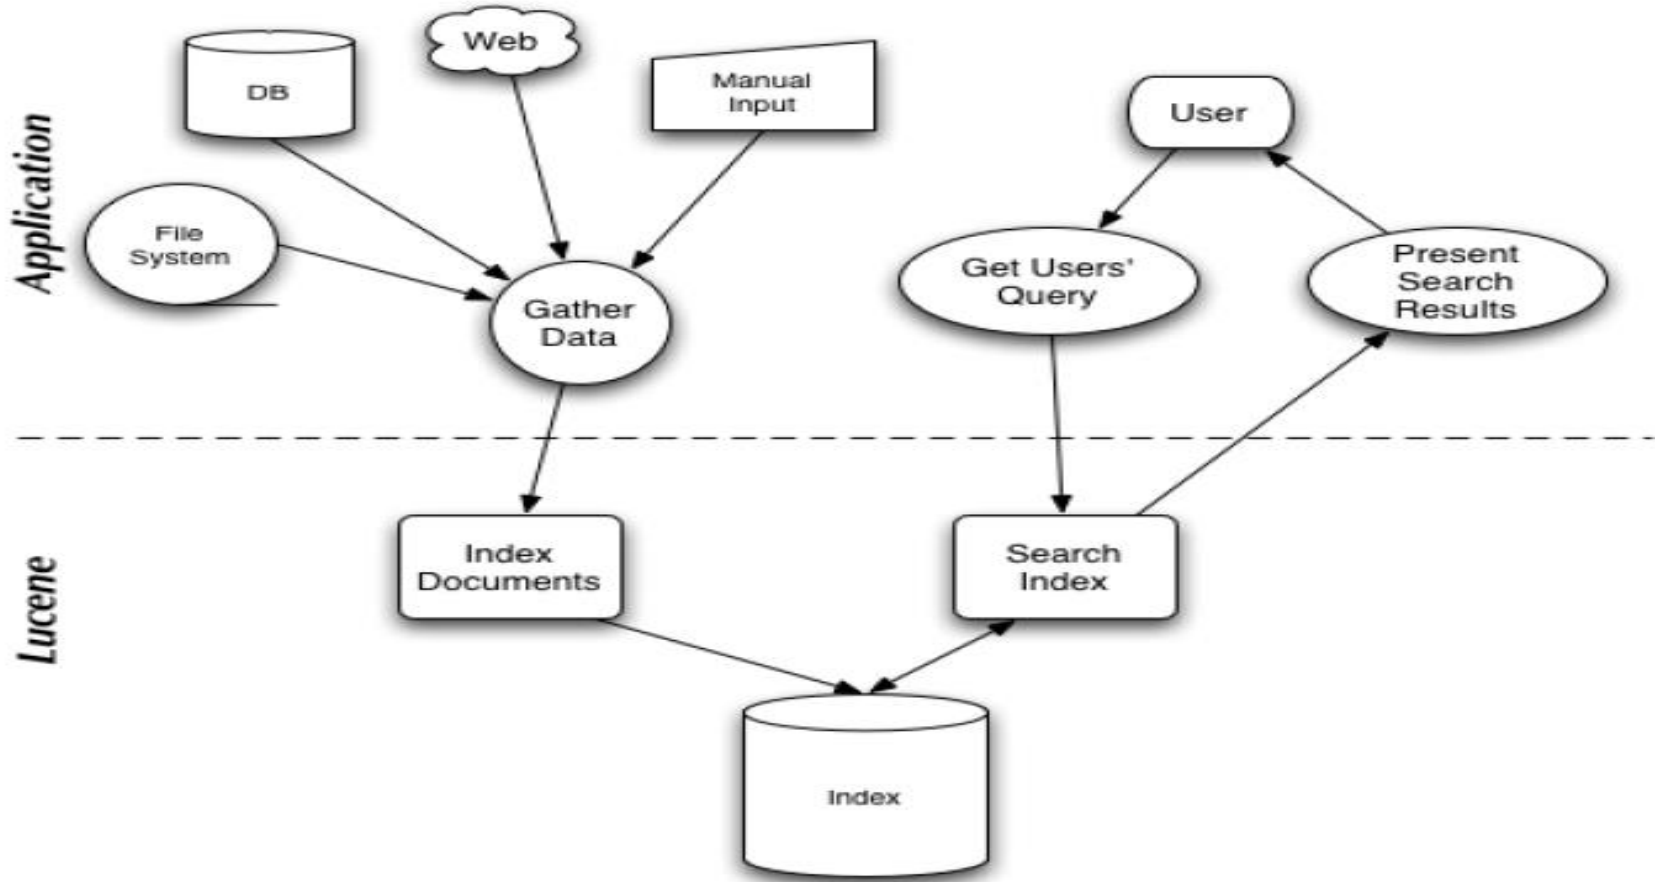 Application
DB
Web
Manual
Input
User
File
System
Gather
Data
Get Users'
Query
Present
Search
Results
Lucene
Index
Documents
Search
Index
Index